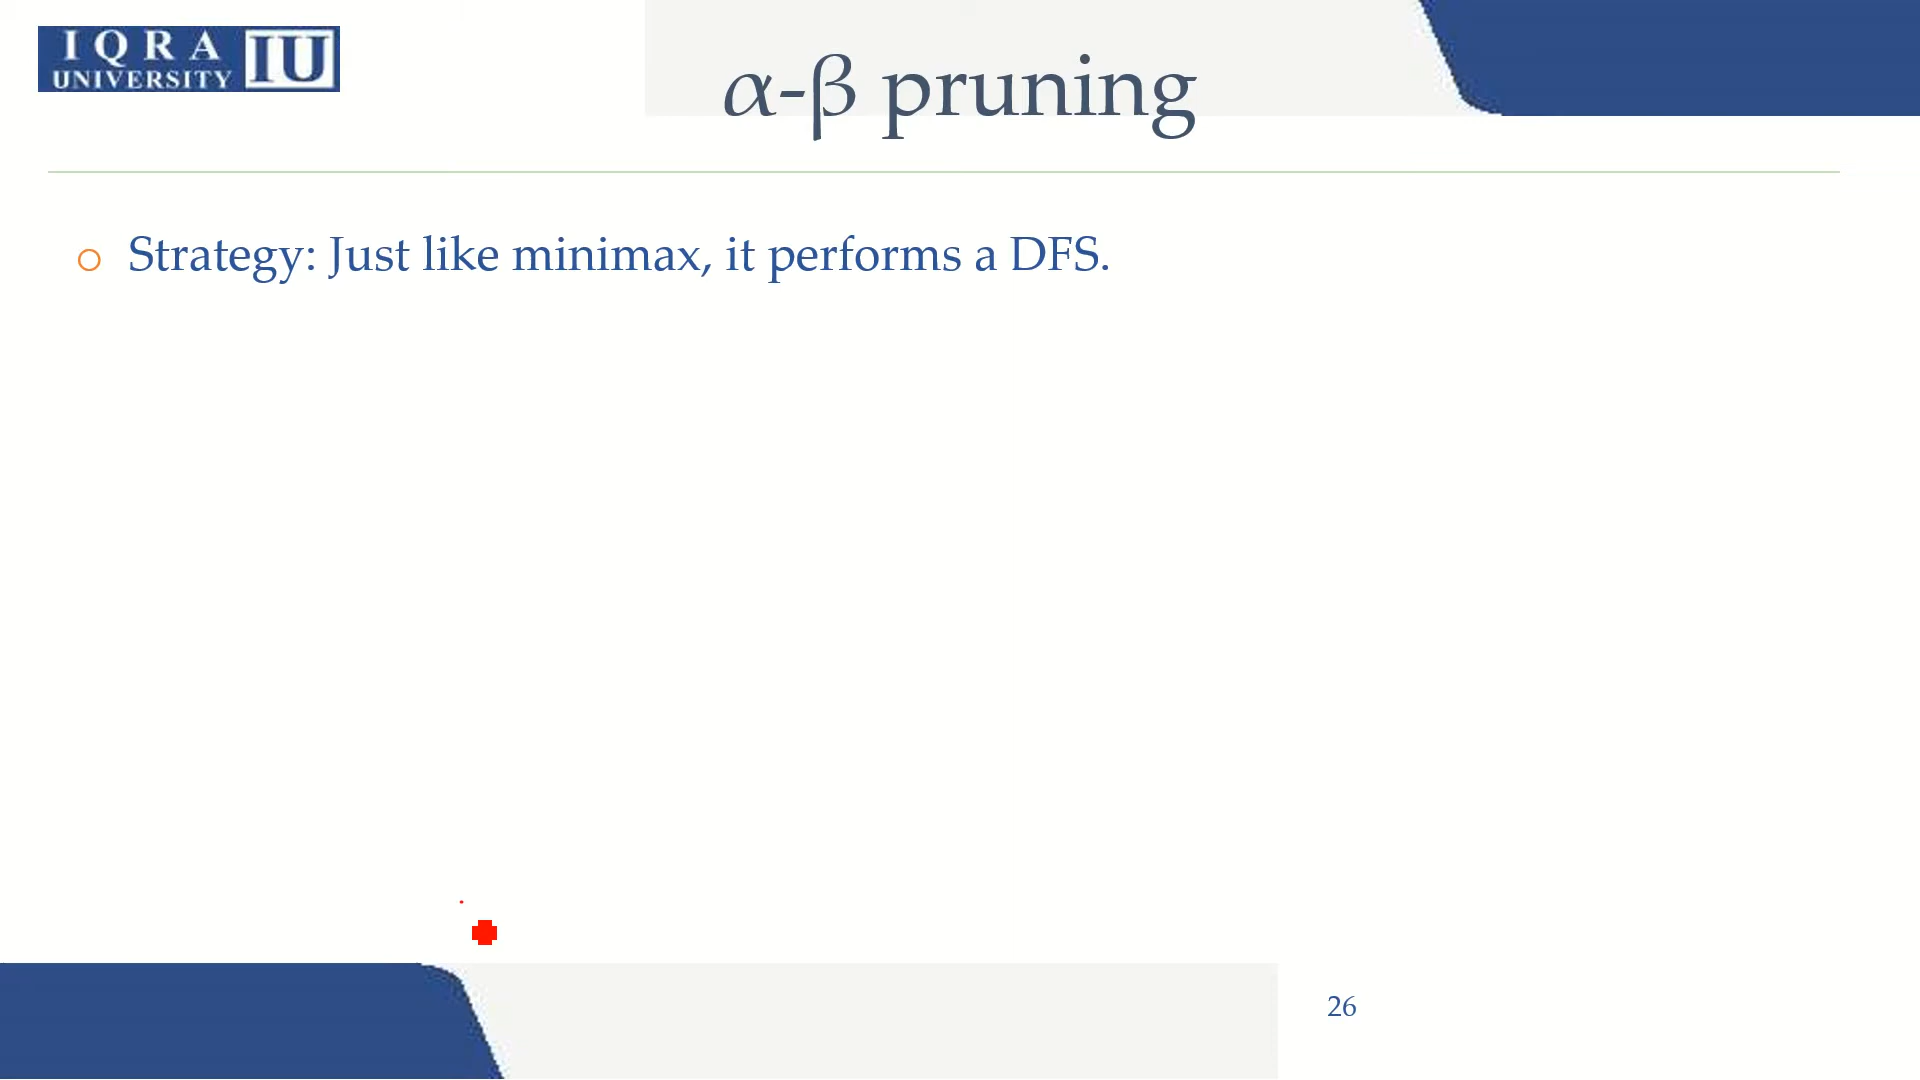 IQRA
UNIVERSITY IU
α-β pruning
Strategy: Just like minimax, it performs a DFS.
26